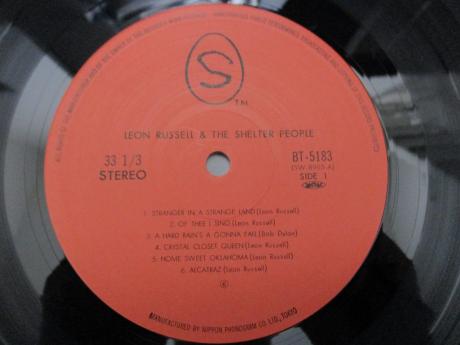 S
T.M.
LEON RUSSELL & THE SHELTER PEOPLE
33 1/3
STEREO
BT-5183
(SW 8903-A)
SIDE 1
1. STRANGER IN A STRANGE LAND (Leon Russell)
2. OF THEE I SING (Leon Russell)
3. A HARD RAIN'S A GONNA FALL (Bob Dylan)
4. CRYSTAL CLOSET QUEEN (Leon Russell)
5. HOME SWEET OKLAHOMA (Leon Russell)
6. ALCATRAZ (Leon Russell)
MANUFACTURED BY NIPPON PHONOGRAM CO. LTD., TOKYO